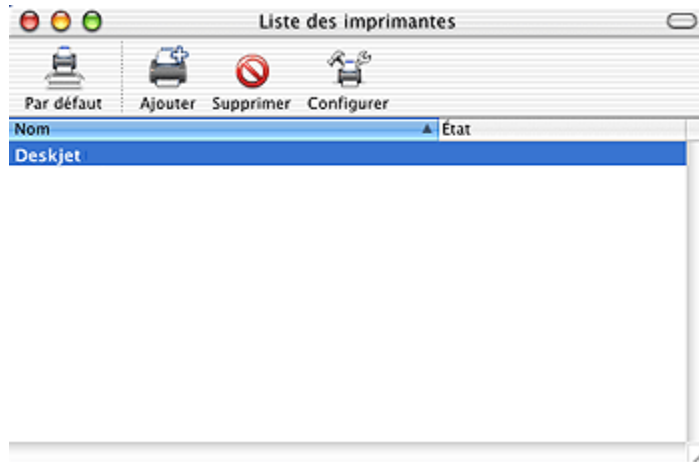 Liste des imprimantes
Par défaut Ajouter Supprimer Configurer
Nom État
Deskjet